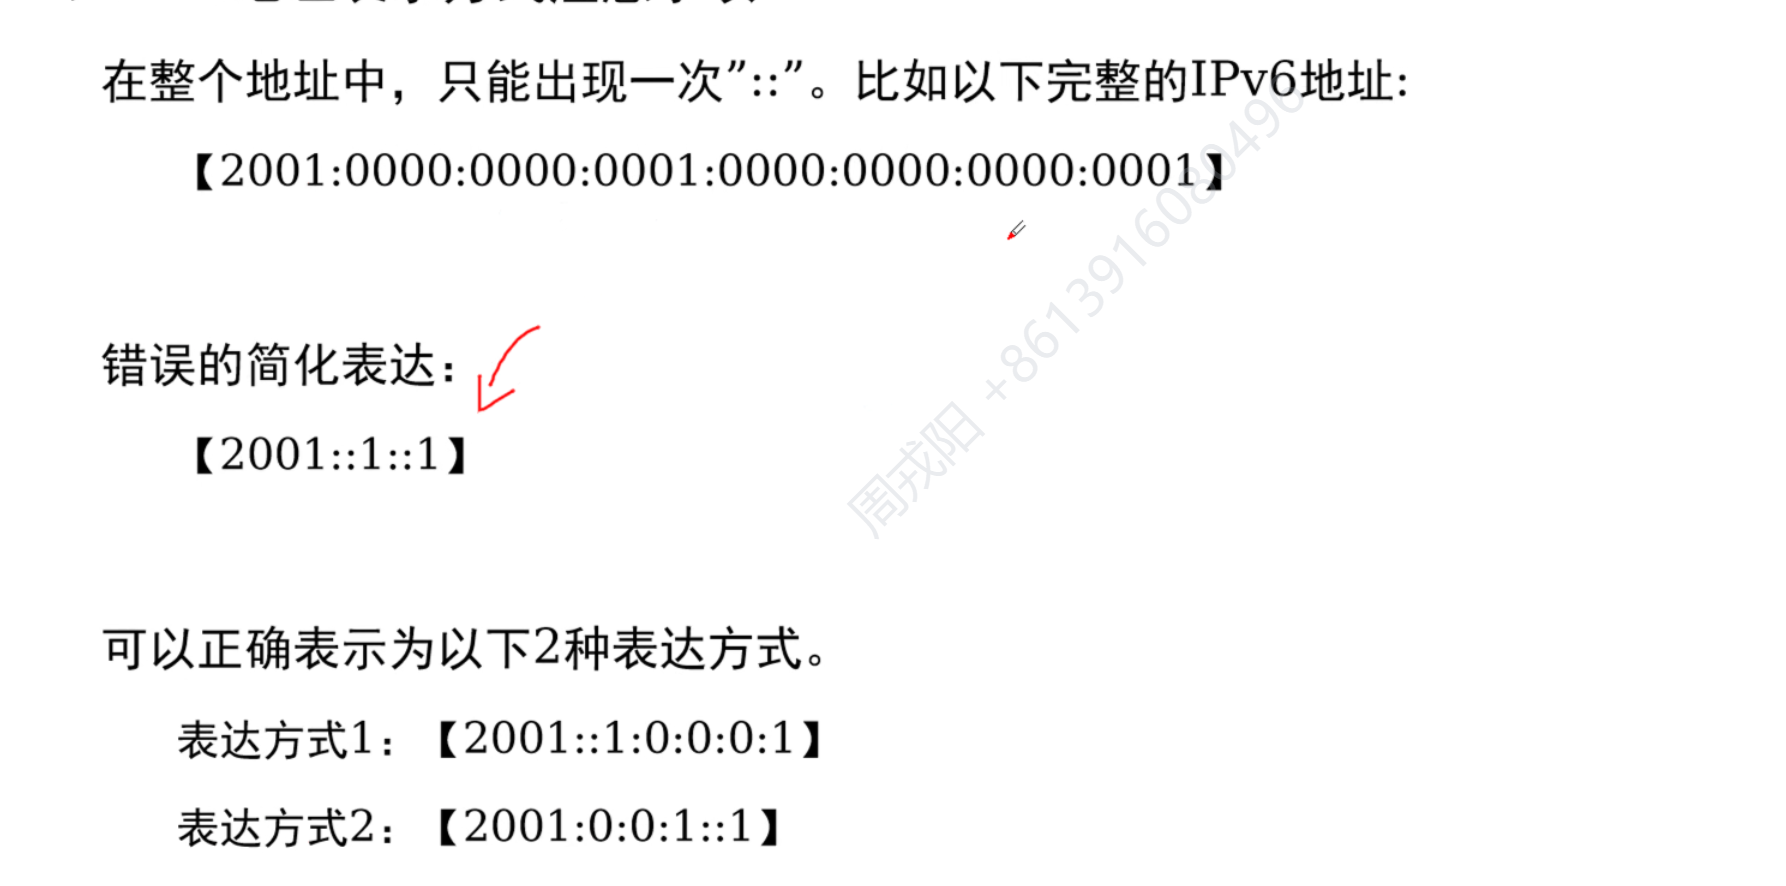 在整个地址中，只能出现一次”::”。比如以下完整的IPv6地址:
【2001:0000:0000:0001:0000:0000:0000:0001】
错误的简化表达：
【2001::1::1】
可以正确表示为以下2种表达方式。
表达方式1：【2001::1:0:0:0:1】
表达方式2：【2001:0:0:1::1】
周戎阳 +8613916080496